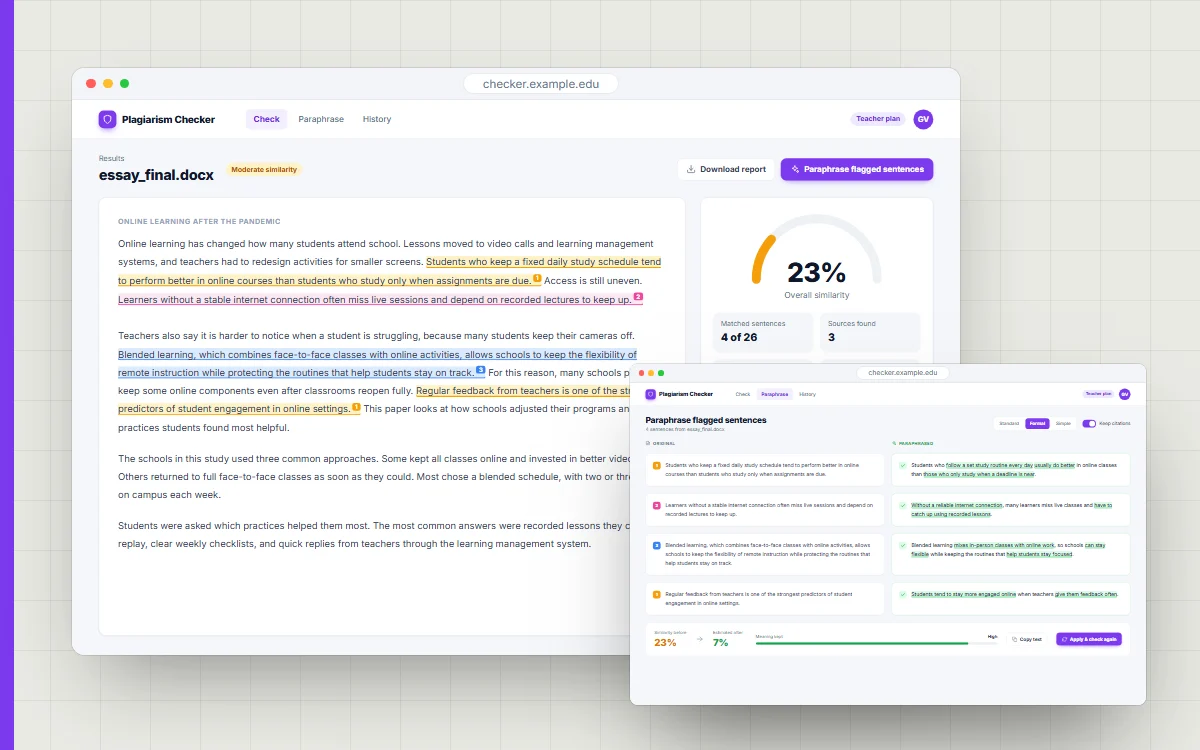 checker.example.edu
Plagiarism Checker
Check
Paraphrase
History
Teacher plan
GV
Results
essay_final.docx
Moderate similarity
Download report
Paraphrase flagged sentences
ONLINE LEARNING AFTER THE PANDEMIC
Online learning has changed how many students attend school. Lessons moved to video calls and learning management
systems, and teachers had to redesign activities for smaller screens. Students who keep a fixed daily study schedule tend
to perform better in online courses than students who study only when assignments are due. 1 Access is still uneven.
Learners without a stable internet connection often miss live sessions and depend on recorded lectures to keep up. 2
Teachers also say it is harder to notice when a student is struggling, because many students keep their cameras off.
Blended learning, which combines face-to-face classes with online activities, allows schools to keep the flexibility of
remote instruction while protecting the routines that help students stay on track. 3 For this reason, many schools p
keep some online components even after classrooms reopen fully. Regular feedback from teachers is one of the str
predictors of student engagement in online settings. 1 This paper looks at how schools adjusted their programs an
practices students found most helpful.
The schools in this study used three common approaches. Some kept all classes online and invested in better video
Others returned to full face-to-face classes as soon as they could. Most chose a blended schedule, with two or thr
on campus each week.
Students were asked which practices helped them most. The most common answers were recorded lessons they c
replay, clear weekly checklists, and quick replies from teachers through the learning management system.
23%
Overall similarity
Matched sentences
4 of 26
Sources found
3
checker.example.edu
Plagiarism Checker
Check
Paraphrase
History
Teacher plan
GV
Paraphrase flagged sentences
4 sentences from essay_final.docx
Standard
Formal
Simple
Keep citations
ORIGINAL
PARAPHRASED
1 Students who keep a fixed daily study schedule tend to perform better in online
courses than students who study only when assignments are due.
Students who follow a set study routine every day usually do better in online classes
than those who only study when a deadline is near.
2 Learners without a stable internet connection often miss live sessions and depend on
recorded lectures to keep up.
Without a reliable internet connection, many learners miss live classes and have to
catch up using recorded lessons.
3 Blended learning, which combines face-to-face classes with online activities, allows
schools to keep the flexibility of remote instruction while protecting the routines that
help students stay on track.
Blended learning mixes in-person classes with online work, so schools can stay
flexible while keeping the routines that help students stay focused.
1 Regular feedback from teachers is one of the strongest predictors of student
engagement in online settings.
Students tend to stay more engaged online when teachers give them feedback often.
Similarity before
23%
Estimated after
7%
Meaning kept
High
Copy text
Apply & check again